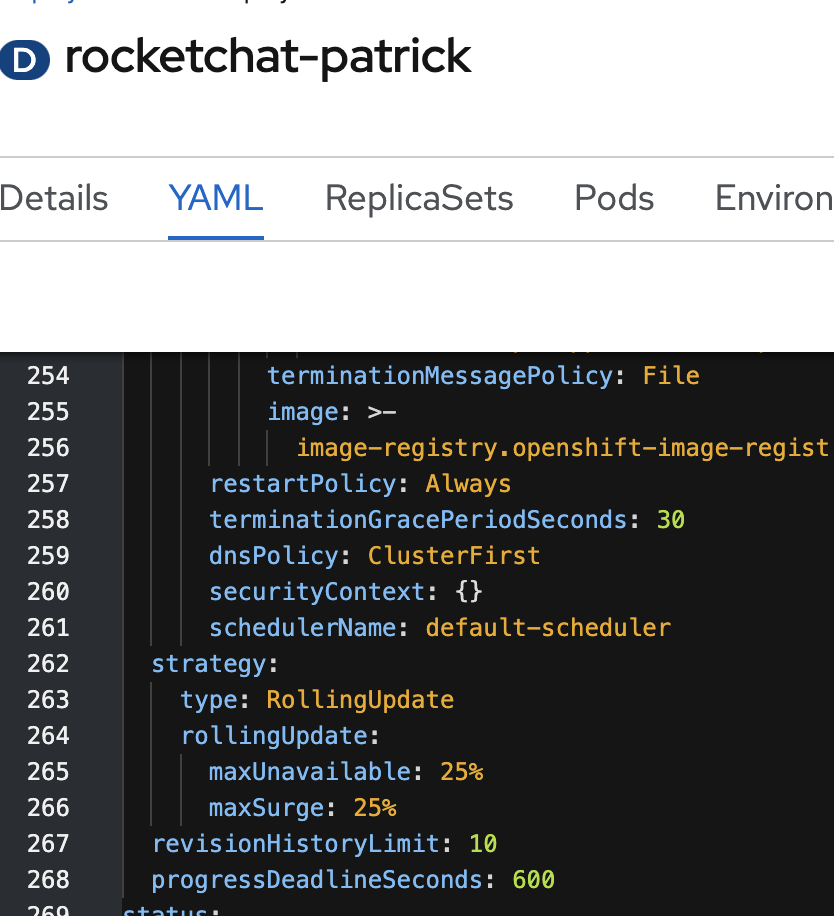 D rocketchat-patrick
Details YAML ReplicaSets Pods Environ
254 terminationMessagePolicy: File
255 image: >-
256 image-registry.openshift-image-regist
257 restartPolicy: Always
258 terminationGracePeriodSeconds: 30
259 dnsPolicy: ClusterFirst
260 securityContext: {}
261 schedulerName: default-scheduler
262 strategy:
263 type: RollingUpdate
264 rollingUpdate:
265 maxUnavailable: 25%
266 maxSurge: 25%
267 revisionHistoryLimit: 10
268 progressDeadlineSeconds: 600
269 status: